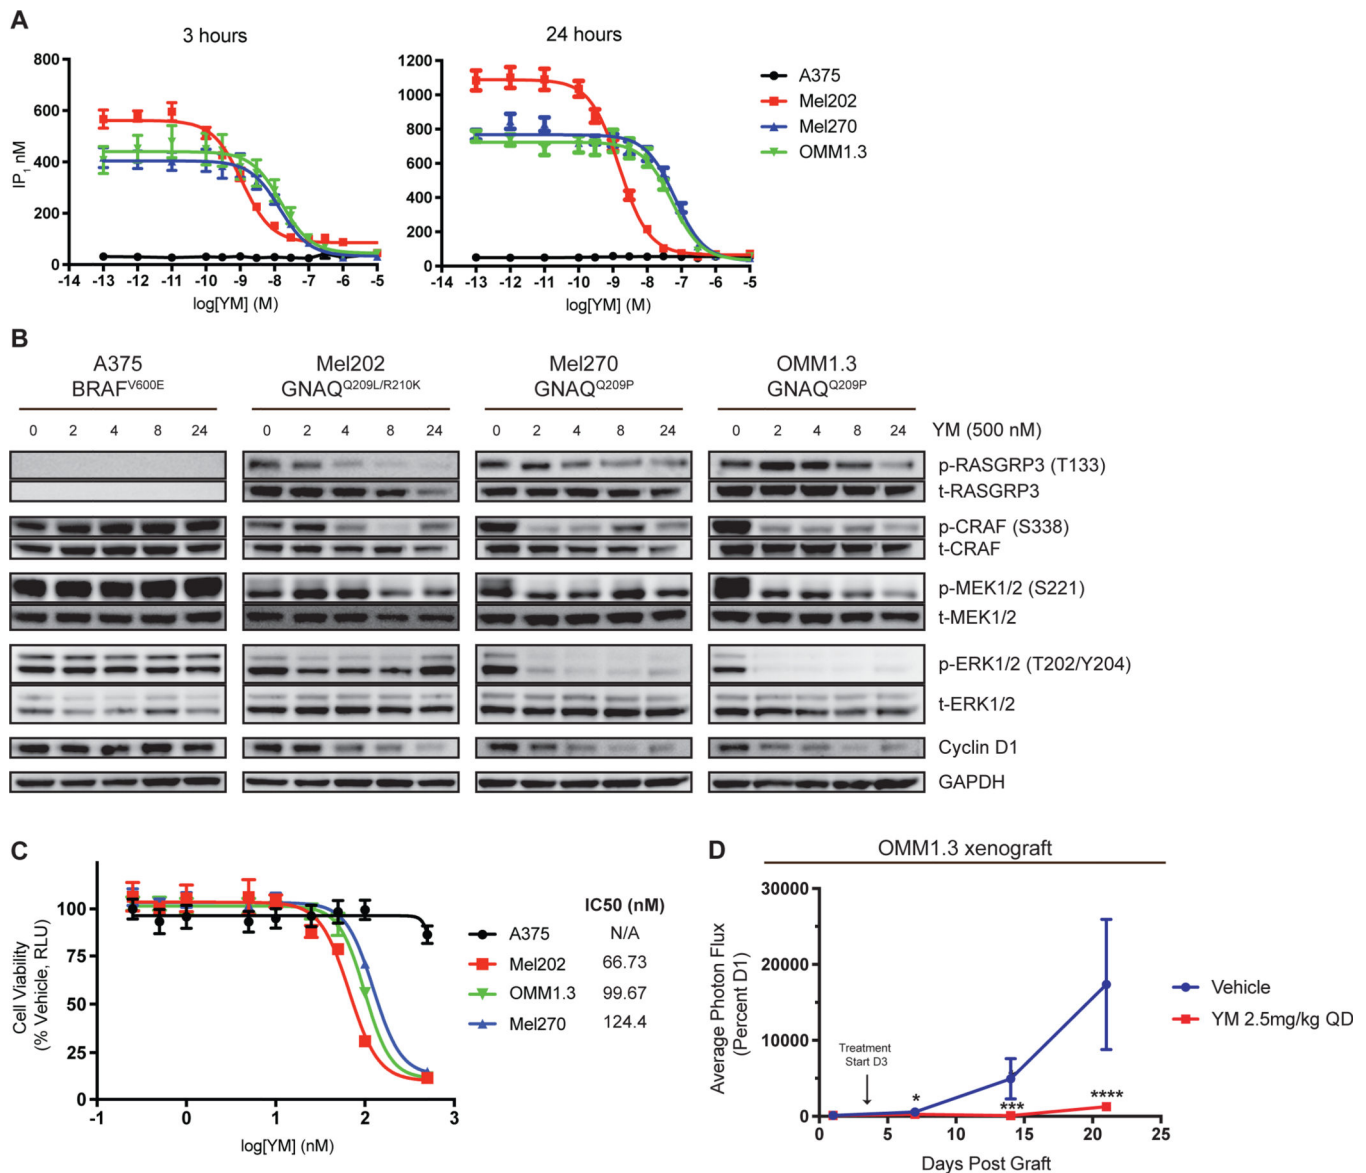 A
3 hours
24 hours
800
600
400
200
0
IP1 nM
-14 -13 -12 -11 -10 -9 -8 -7 -6 -5
log[YM] (M)
1200
1000
800
600
400
200
0
-14 -13 -12 -11 -10 -9 -8 -7 -6 -5
log[YM] (M)
A375
Mel202
Mel270
OMM1.3
B
A375
BRAFV600E
Mel202
GNAQQ209L/R210K
Mel270
GNAQQ209P
OMM1.3
GNAQQ209P
0 2 4 8 24 0 2 4 8 24 0 2 4 8 24 0 2 4 8 24 YM (500 nM)
p-RASGRP3 (T133)
t-RASGRP3
p-CRAF (S338)
t-CRAF
p-MEK1/2 (S221)
t-MEK1/2
p-ERK1/2 (T202/Y204)
t-ERK1/2
Cyclin D1
GAPDH
C
100
75
50
25
0
Cell Viability
(% Vehicle, RLU)
-1 0 1 2 3
log[YM] (nM)
IC50 (nM)
A375 N/A
Mel202 66.73
OMM1.3 99.67
Mel270 124.4
D
OMM1.3 xenograft
30000
20000
10000
0
Average Photon Flux
(Percent D1)
Treatment
Start D3
*
***
****
0 5 10 15 20 25
Days Post Graft
Vehicle
YM 2.5mg/kg QD